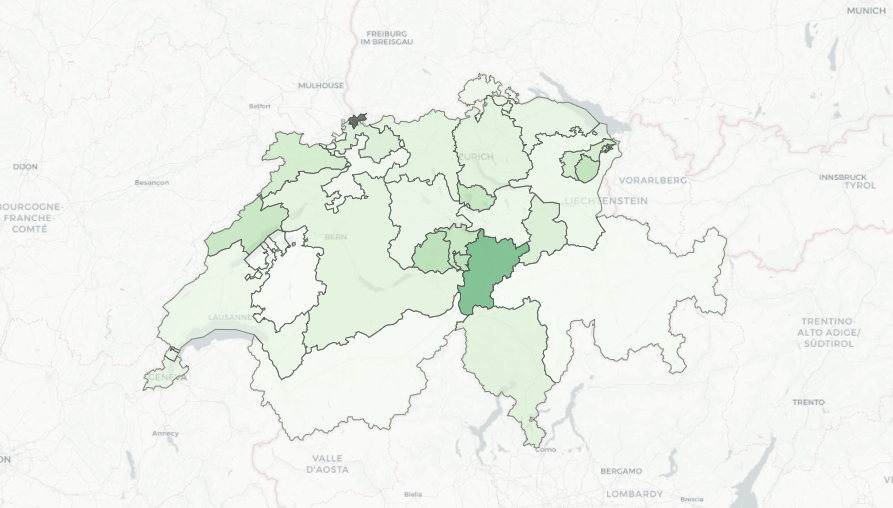 MUNICH
FREIBURG
IM BREISGAU
MULHOUSE
Belfort
ZURICH
DIJON
Besançon
VORARLBERG
INNSBRUCK
TYROL
LIECHTENSTEIN
BOURGOGNE-
FRANCHE-
COMTÉ
BERN
LAUSANNE
TRENTINO-
ALTO ADIGE/
SÜDTIROL
GENEVA
TRENTO
Annecy
Como
VALLE
D'AOSTA
BERGAMO
Biella
LOMBARDY
Brescia